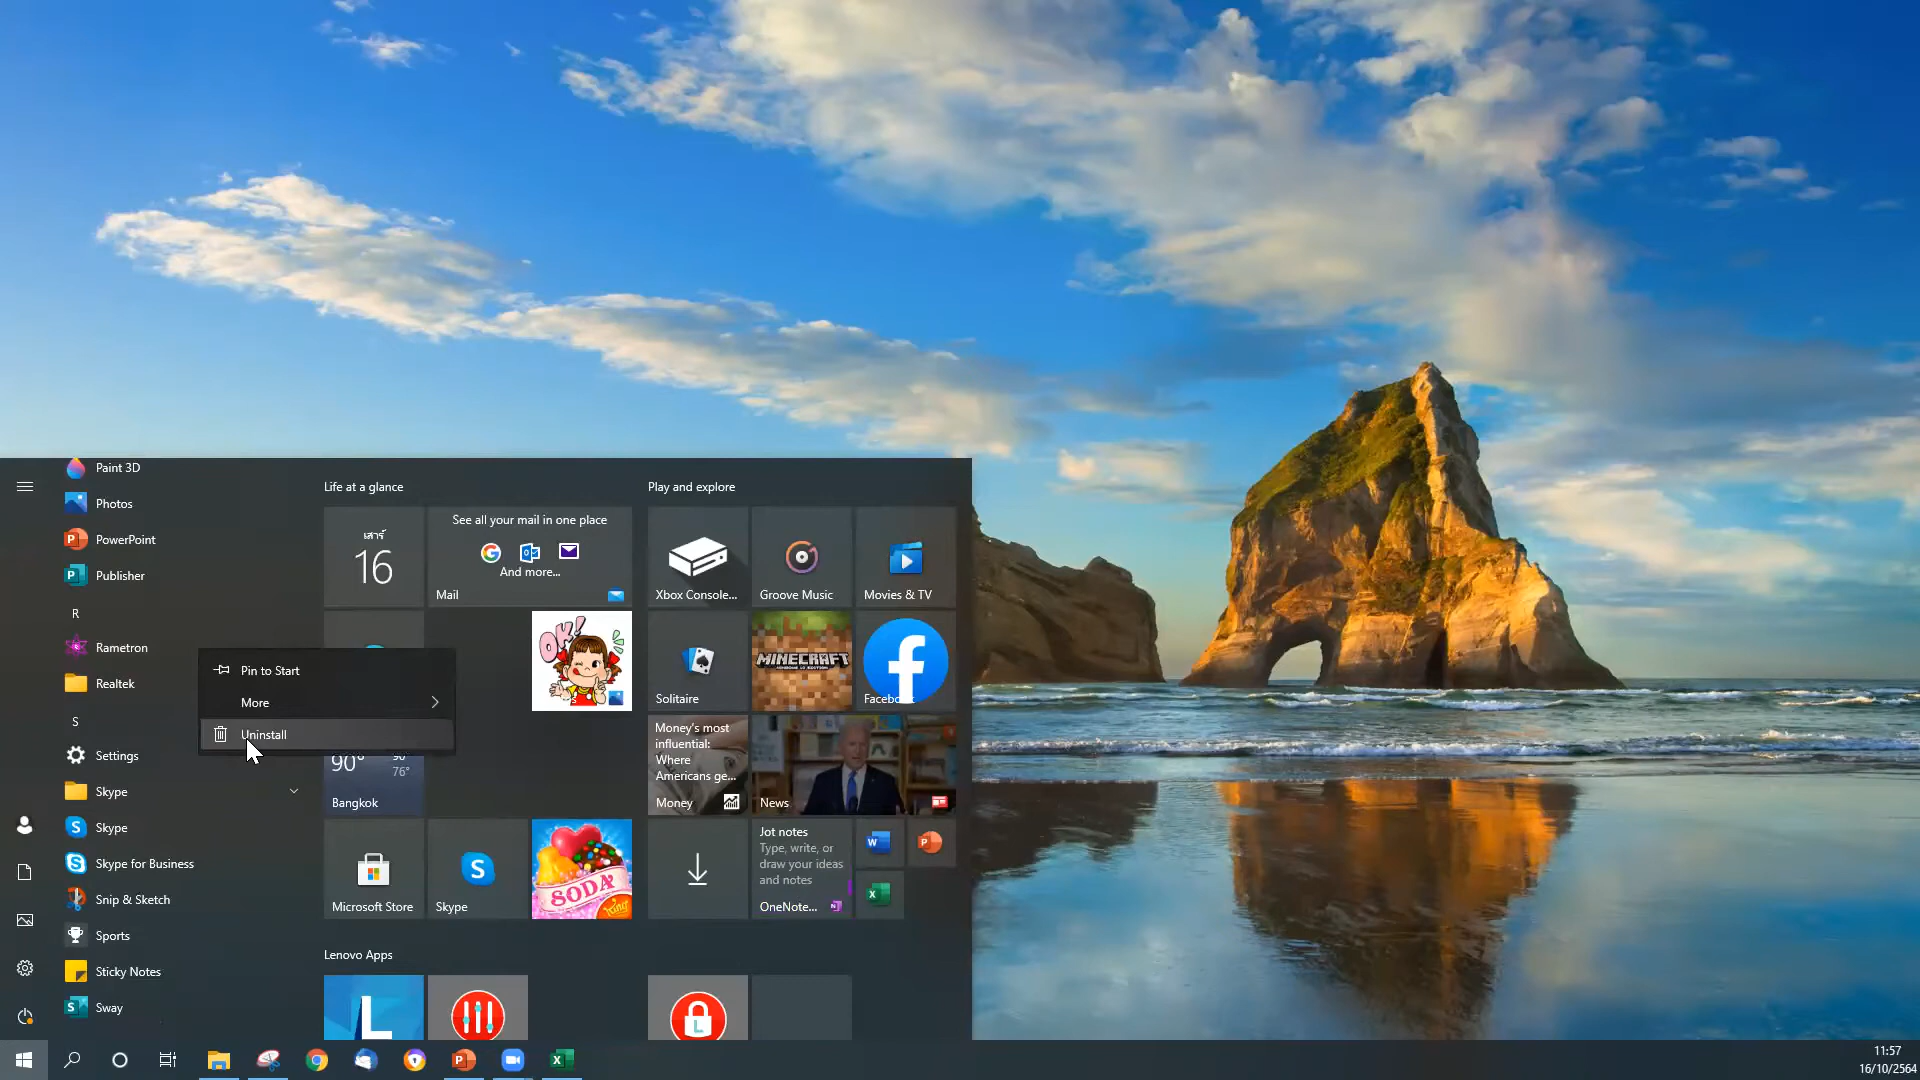 Paint 3D
Photos
PowerPoint
Publisher
R
Rametron
Realtek
S
Settings
Skype
Skype
Skype for Business
Snip & Sketch
Sports
Sticky Notes
Sway
Pin to Start
More
Uninstall
Life at a glance
เสาร์
16
See all your mail in one place
And more...
Mail
OK!
90°
76°
Bangkok
Microsoft Store
Skype
SODA
King
Lenovo Apps
L
Play and explore
Xbox Console...
Groove Music
Movies & TV
Solitaire
MINECRAFT
Money's most
influential:
Where
Americans ge...
Money
News
Jot notes
Type, write, or
draw your ideas
and notes
OneNote...
L
11:57
16/10/2564